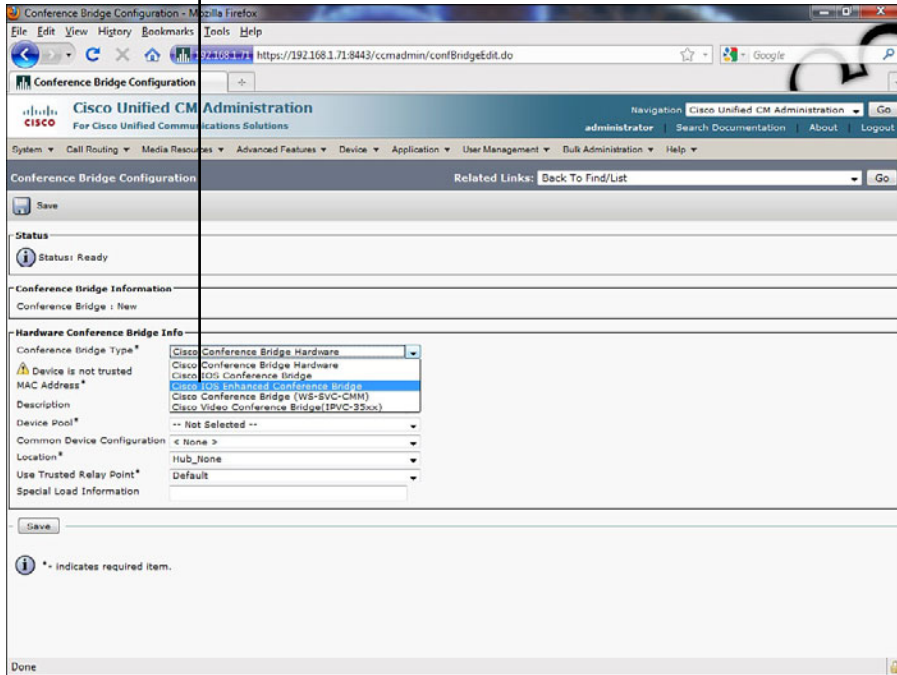 Conference Bridge Configuration - Mozilla Firefox
File Edit View History Bookmarks Tools Help
192.168.1.71 https://192.168.1.71:8443/ccmadmin/confBridgeEdit.do
Google
Conference Bridge Configuration
Cisco Unified CM Administration
For Cisco Unified Communications Solutions
CISCO
Navigation Cisco Unified CM Administration Go
administrator | Search Documentation | About | Logout
System Call Routing Media Resources Advanced Features Device Application User Management Bulk Administration Help
Conference Bridge Configuration
Related Links: Back To Find/List Go
Save
Status
Status: Ready
Conference Bridge Information
Conference Bridge : New
Hardware Conference Bridge Info
Conference Bridge Type* Cisco Conference Bridge Hardware
Cisco Conference Bridge Hardware
Device is not trusted Cisco IOS Conference Bridge
MAC Address* Cisco IOS Enhanced Conference Bridge
Cisco Conference Bridge (WS-SVC-CMM)
Description Cisco Video Conference Bridge(IPVC-35xx)
Device Pool* -- Not Selected --
Common Device Configuration < None >
Location* Hub_None
Use Trusted Relay Point* Default
Special Load Information
Save
*- indicates required item.
Done